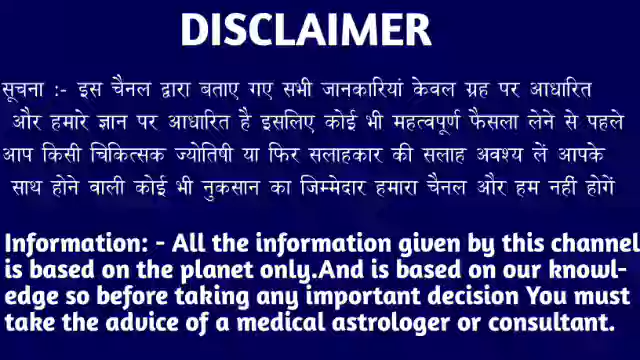 DISCLAIMER
सूचना :- इस चैनल द्वारा बताए गए सभी जानकारियां केवल ग्रह पर आधारित
और हमारे ज्ञान पर आधारित है इसलिए कोई भी महत्वपूर्ण फैसला लेने से पहले
आप किसी चिकित्सक ज्योतिषी या फिर सलाहकार की सलाह अवश्य लें आपके
साथ होने वाली कोई भी नुकसान का जिम्मेदार हमारा चैनल और हम नहीं होगें
Information: - All the information given by this channel
is based on the planet only.And is based on our knowl-
edge so before taking any important decision You must
take the advice of a medical astrologer or consultant.